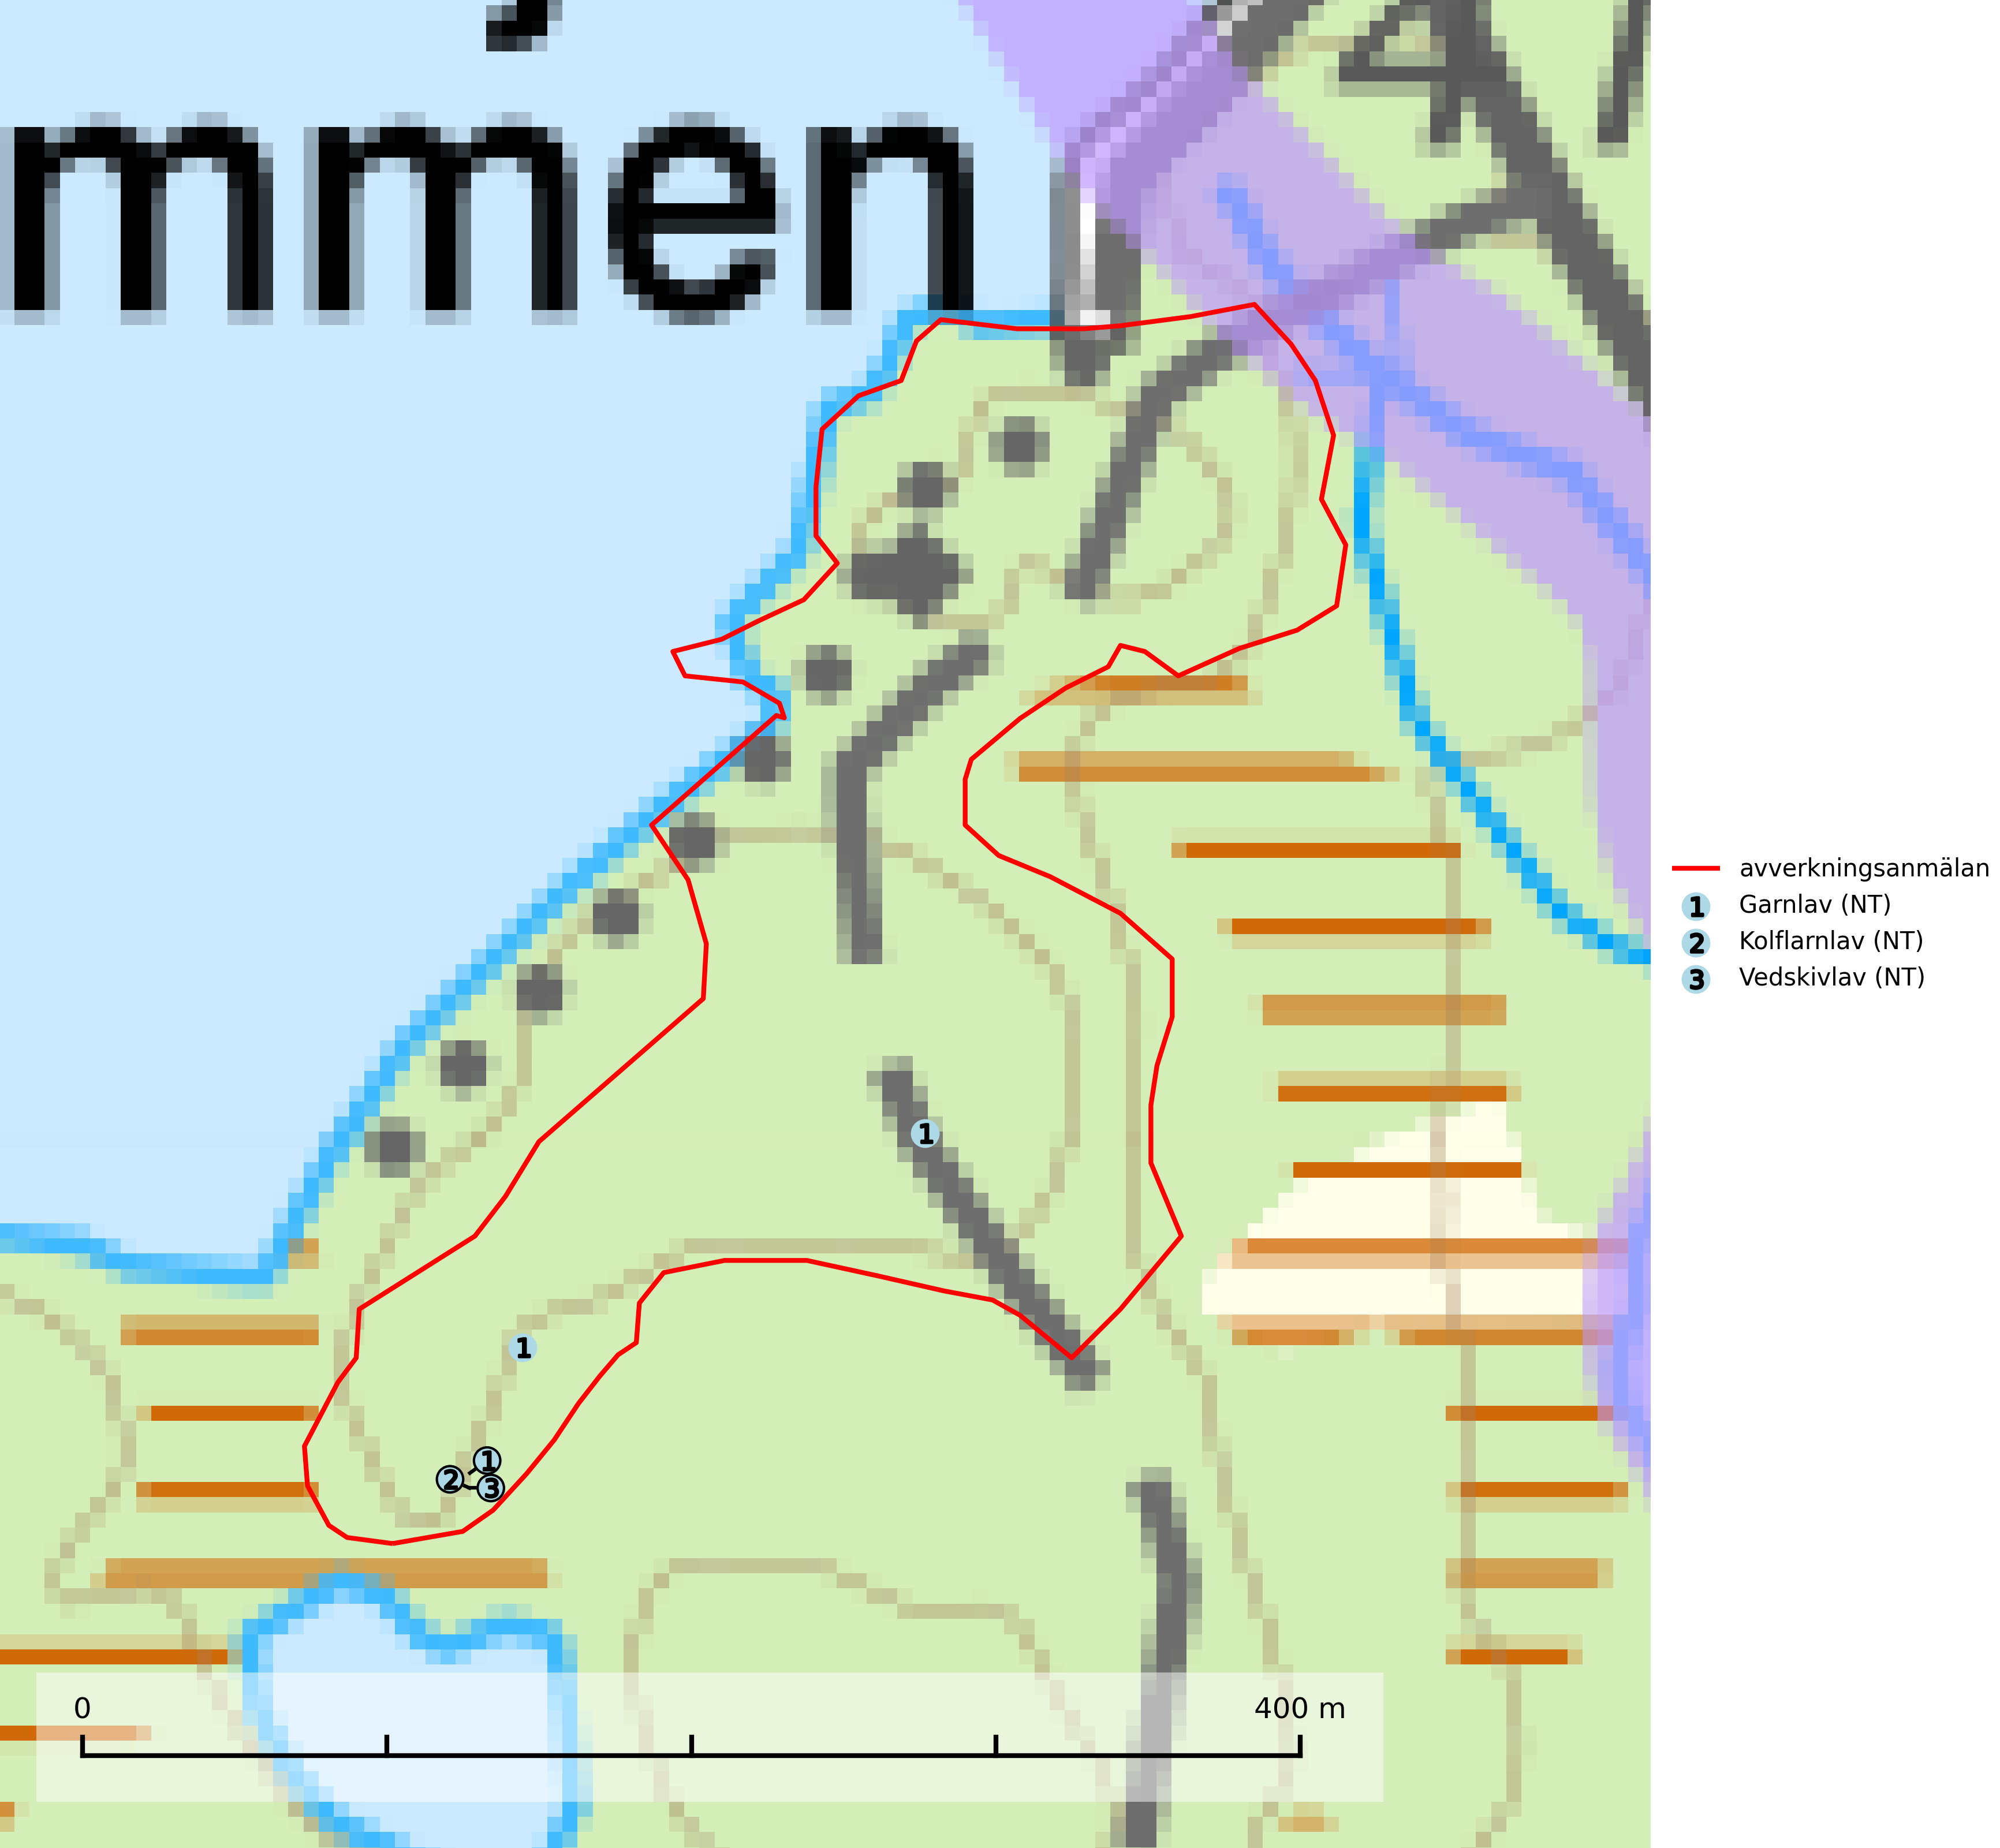 mmen
avverkningsanmälan
1 Garnlav (NT)
2 Kolflarnlav (NT)
3 Vedskivlav (NT)
1
1
1
2
3
0 400 m